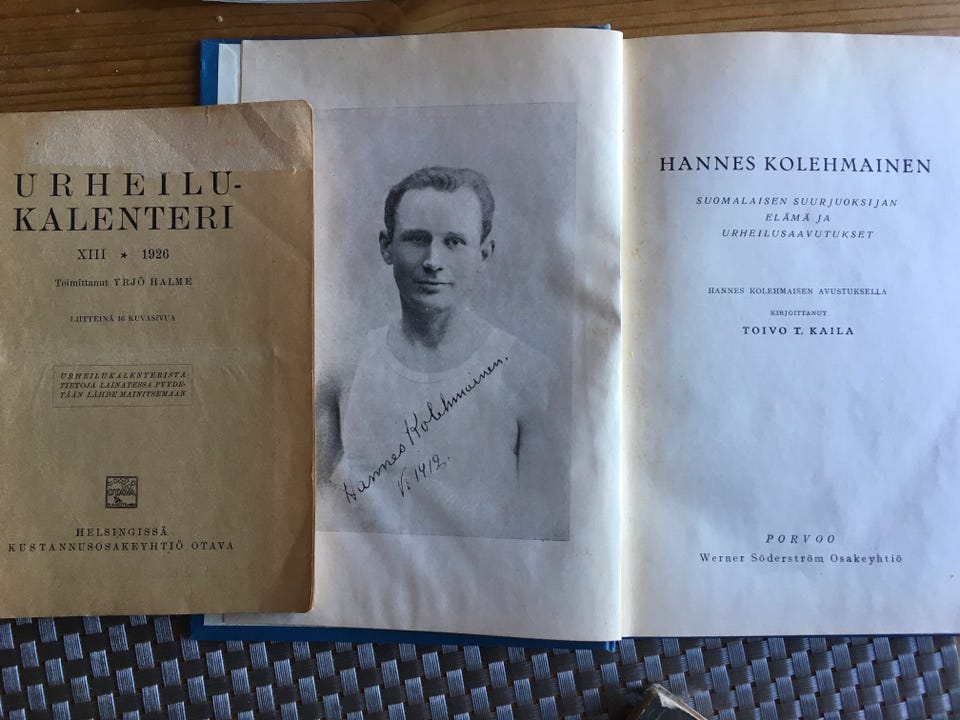 URHEILU-
KALENTERI
XIII ★ 1926
Toimittanut YRJÖ HALME
LIITTEINÄ 16 KUVASIVUA
URHEILUKALENTERISTA
TIETOJA LAINATESSA PYYDE-
TÄÄN LÄHDE MAINITSEMAAN
OTAVA
HELSINGISSÄ
KUSTANNUSOSAKEYHTIÖ OTAVA
Hannes Kolehmainen.
V. 1912.
HANNES KOLEHMAINEN
SUOMALAISEN SUURJUOKSIJAN
ELÄMÄ JA
URHEILUSAAVUTUKSET
HANNES KOLEHMAISEN AVUSTUKSELLA
KIRJOITTANUT
TOIVO T. KAILA
PORVOO
Werner Söderström Osakeyhtiö